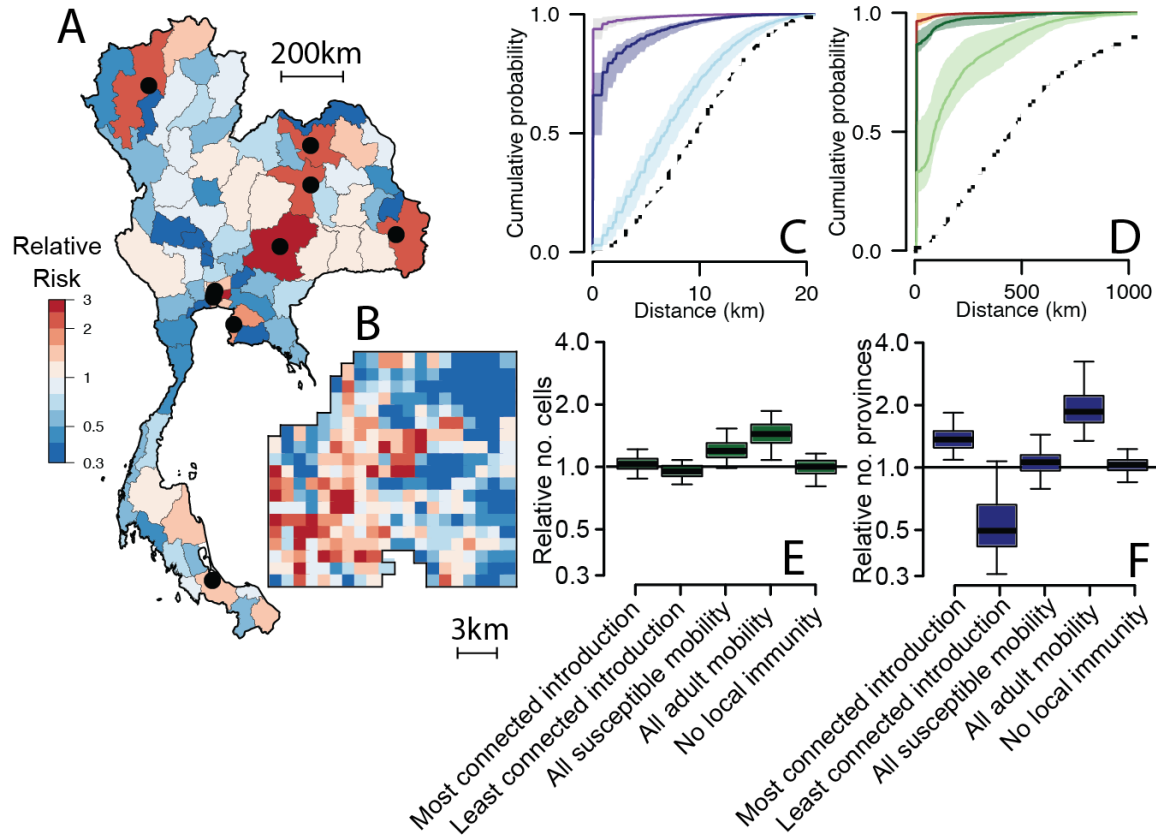 A
200km
Relative
Risk
3
2
1
0.5
0.3
B
3km
Cumulative probability
1.0
0.5
0.0
C
0
10
20
Distance (km)
Cumulative probability
1.0
0.5
0.0
D
0
500
1000
Distance (km)
Relative no. cells
4.0
2.0
1.0
0.5
0.3
E
Most connected introduction
Least connected introduction
All susceptible mobility
All adult mobility
No local immunity
Relative no. provinces
4.0
2.0
1.0
0.5
0.3
F
Most connected introduction
Least connected introduction
All susceptible mobility
All adult mobility
No local immunity